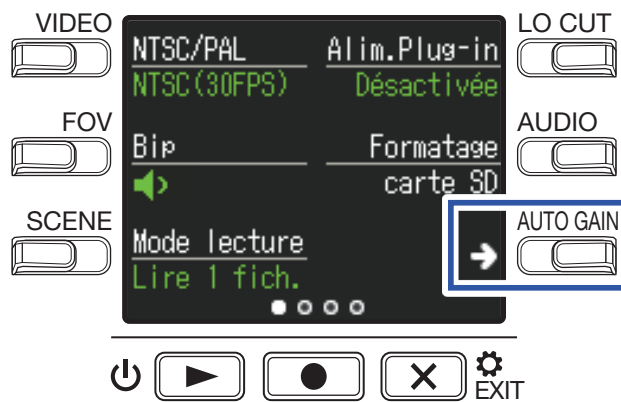 VIDEO
LO CUT
NTSC/PAL
Alim.Plug-in
NTSC(30FPS)
Désactivée
FOV
AUDIO
Bip
Formatage
carte SD
SCENE
AUTO GAIN
Mode lecture
Lire 1 fich.
EXIT